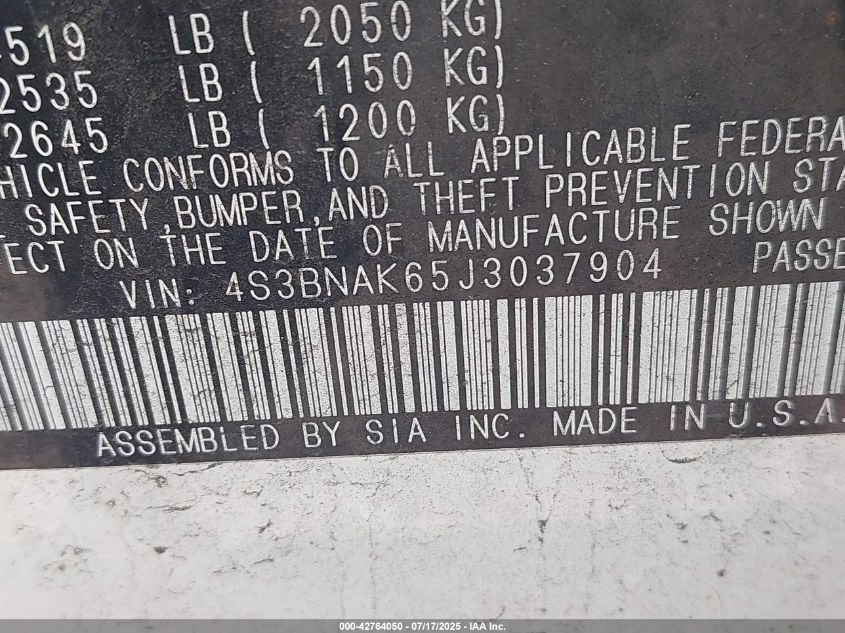 4519 LB ( 2050 KG)
2535 LB ( 1150 KG)
2645 LB ( 1200 KG)
HICLE CONFORMS TO ALL APPLICABLE FEDERA
SAFETY,BUMPER,AND THEFT PREVENTION STA
ECT ON THE DATE OF MANUFACTURE SHOWN
VIN: 4S3BNAK65J3037904 PASSE
ASSEMBLED BY SIA INC. MADE IN U.S.A.
000-42764050 - 07/17/2025 - IAA Inc.